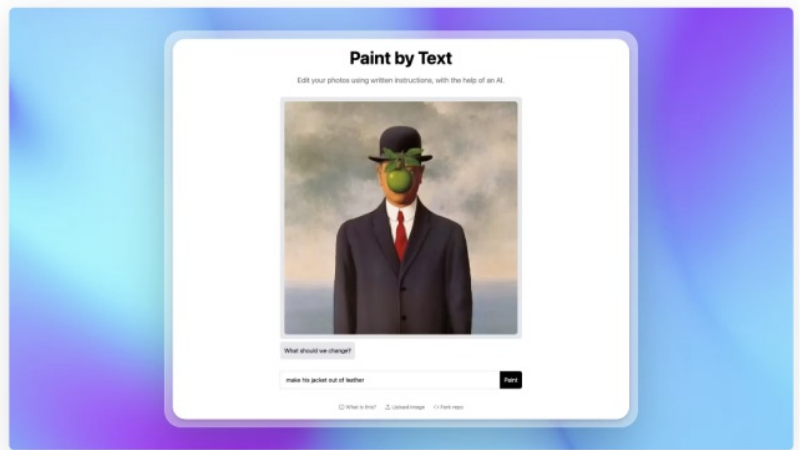 Paint by Text
Edit your photos using written instructions, with the help of an AI.
What should we change?
make his jacket out of leather
Paint
What is this?
Upload image
Fork repo